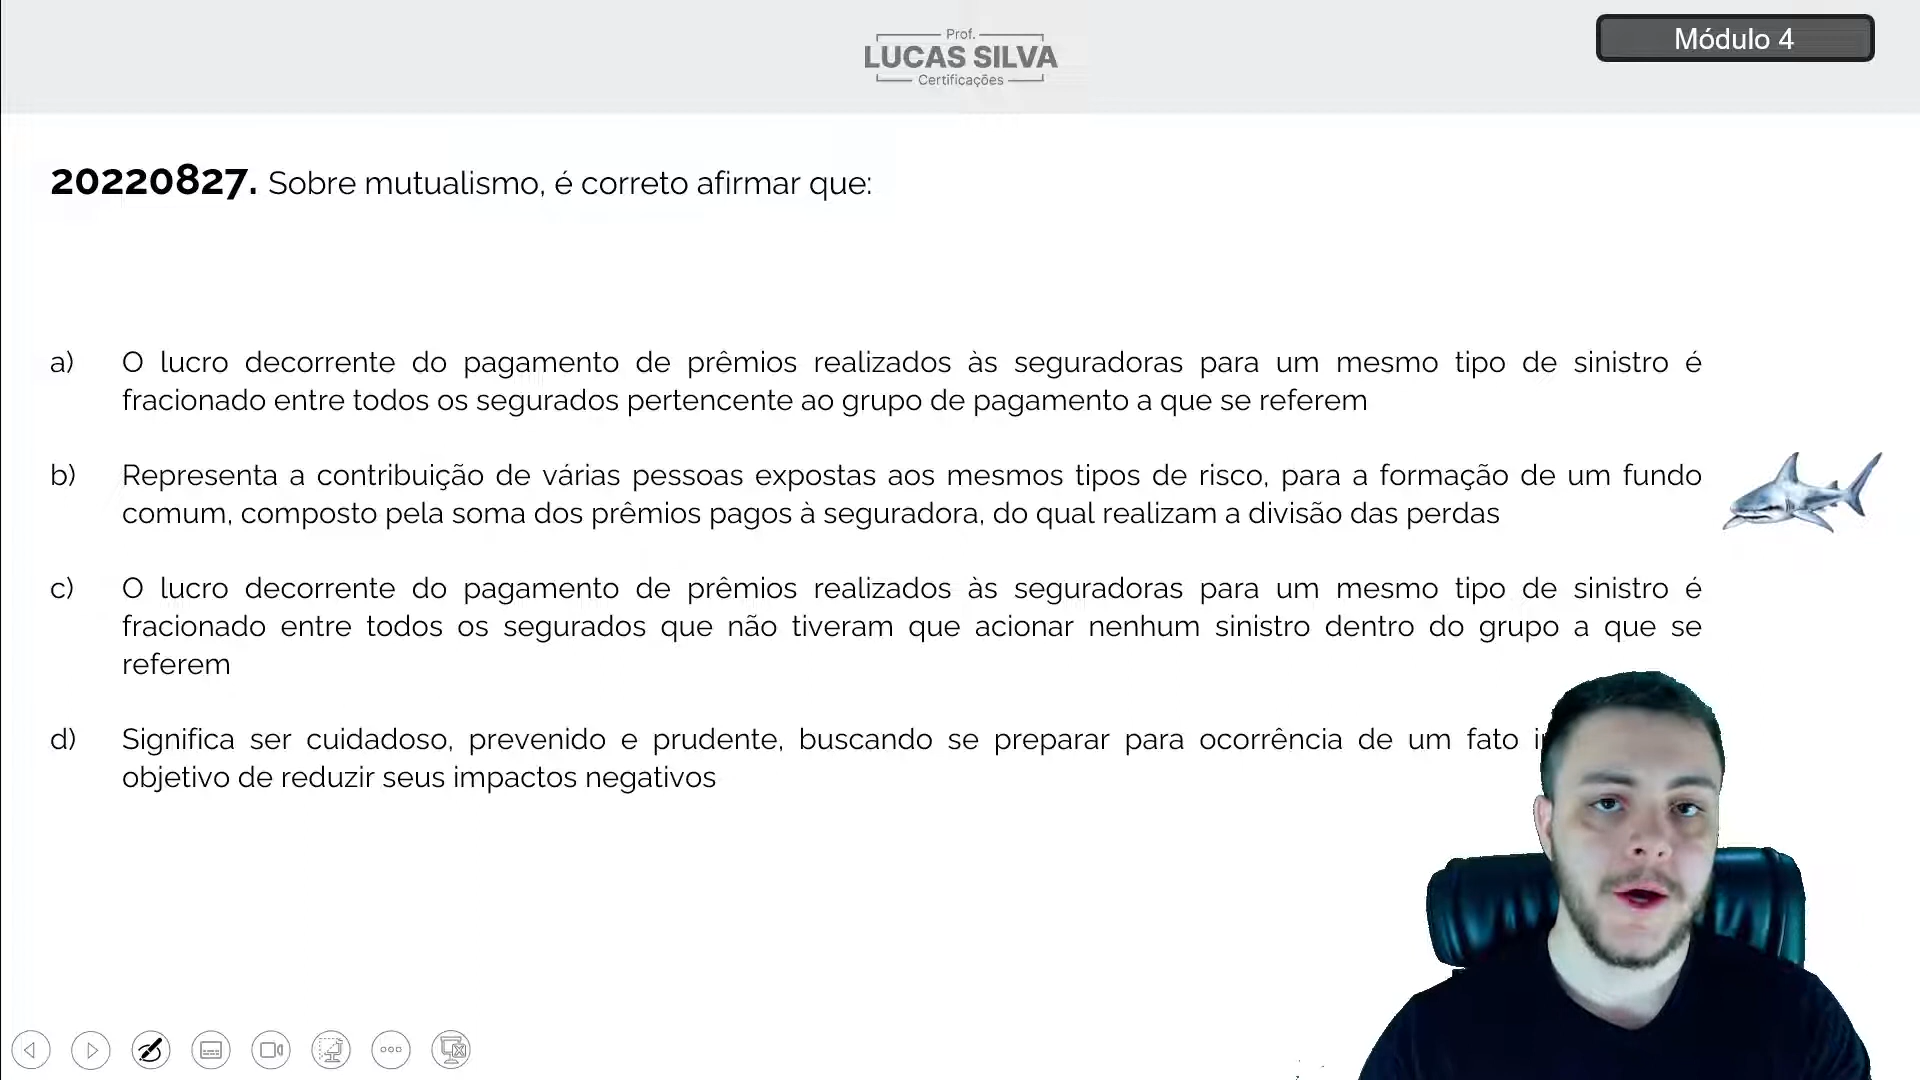 Prof.
LUCAS SILVA
Certificações
Módulo 4
20220827. Sobre mutualismo, é correto afirmar que:
a) O lucro decorrente do pagamento de prêmios realizados às seguradoras para um mesmo tipo de sinistro é
fracionado entre todos os segurados pertencente ao grupo de pagamento a que se referem
b) Representa a contribuição de várias pessoas expostas aos mesmos tipos de risco, para a formação de um fundo
comum, composto pela soma dos prêmios pagos à seguradora, do qual realizam a divisão das perdas
c) O lucro decorrente do pagamento de prêmios realizados às seguradoras para um mesmo tipo de sinistro é
fracionado entre todos os segurados que não tiveram que acionar nenhum sinistro dentro do grupo a que se
referem
d) Significa ser cuidadoso, prevenido e prudente, buscando se preparar para ocorrência de um fato
objetivo de reduzir seus impactos negativos